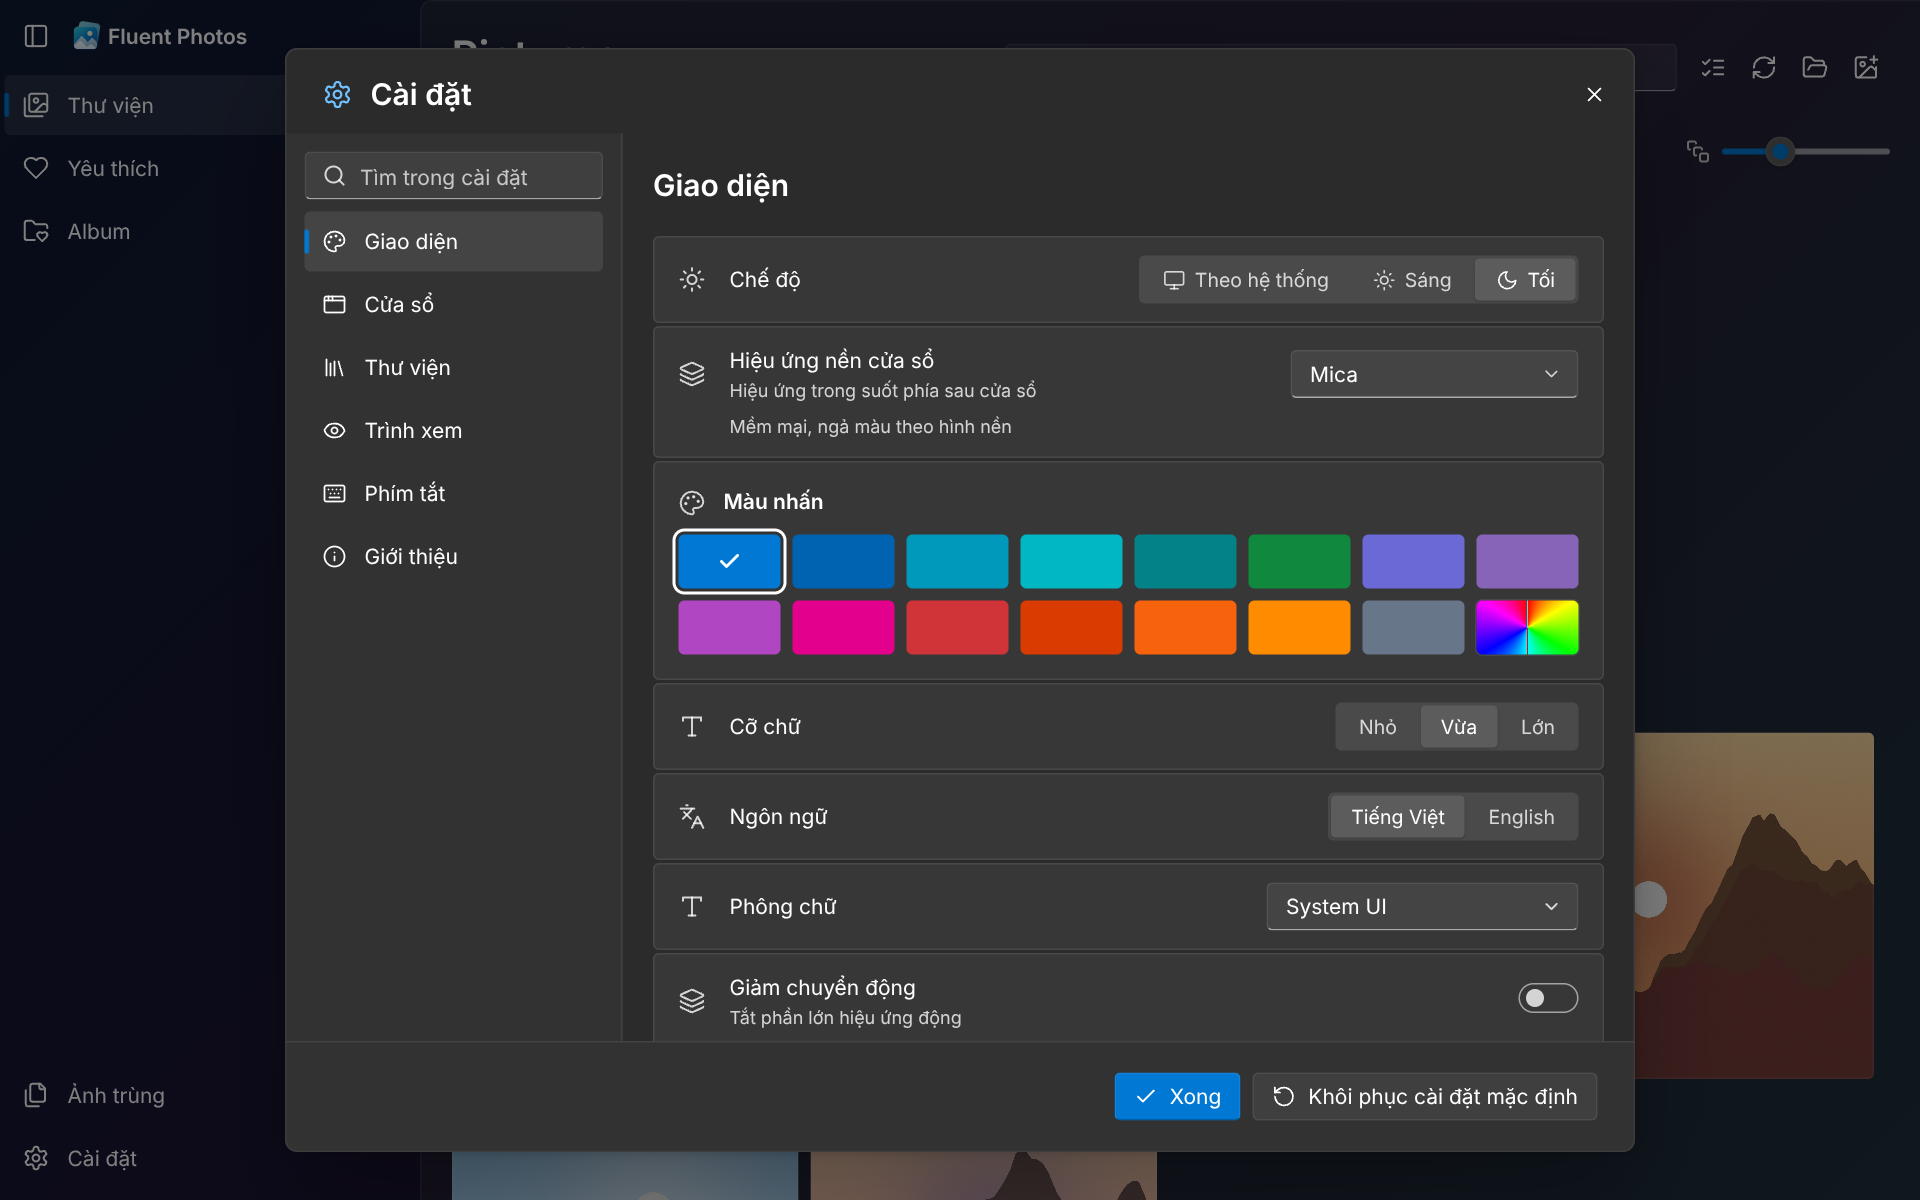 Fluent Photos
Thư viện
Yêu thích
Album
Ảnh trùng
Cài đặt
Cài đặt
Tìm trong cài đặt
Giao diện
Cửa sổ
Thư viện
Trình xem
Phím tắt
Giới thiệu
Giao diện
Chế độ
Theo hệ thống
Sáng
Tối
Hiệu ứng nền cửa sổ
Hiệu ứng trong suốt phía sau cửa sổ
Mềm mại, ngả màu theo hình nền
Mica
Màu nhấn
Cỡ chữ
Nhỏ
Vừa
Lớn
Ngôn ngữ
Tiếng Việt
English
Phông chữ
System UI
Giảm chuyển động
Tắt phần lớn hiệu ứng động
Xong
Khôi phục cài đặt mặc định